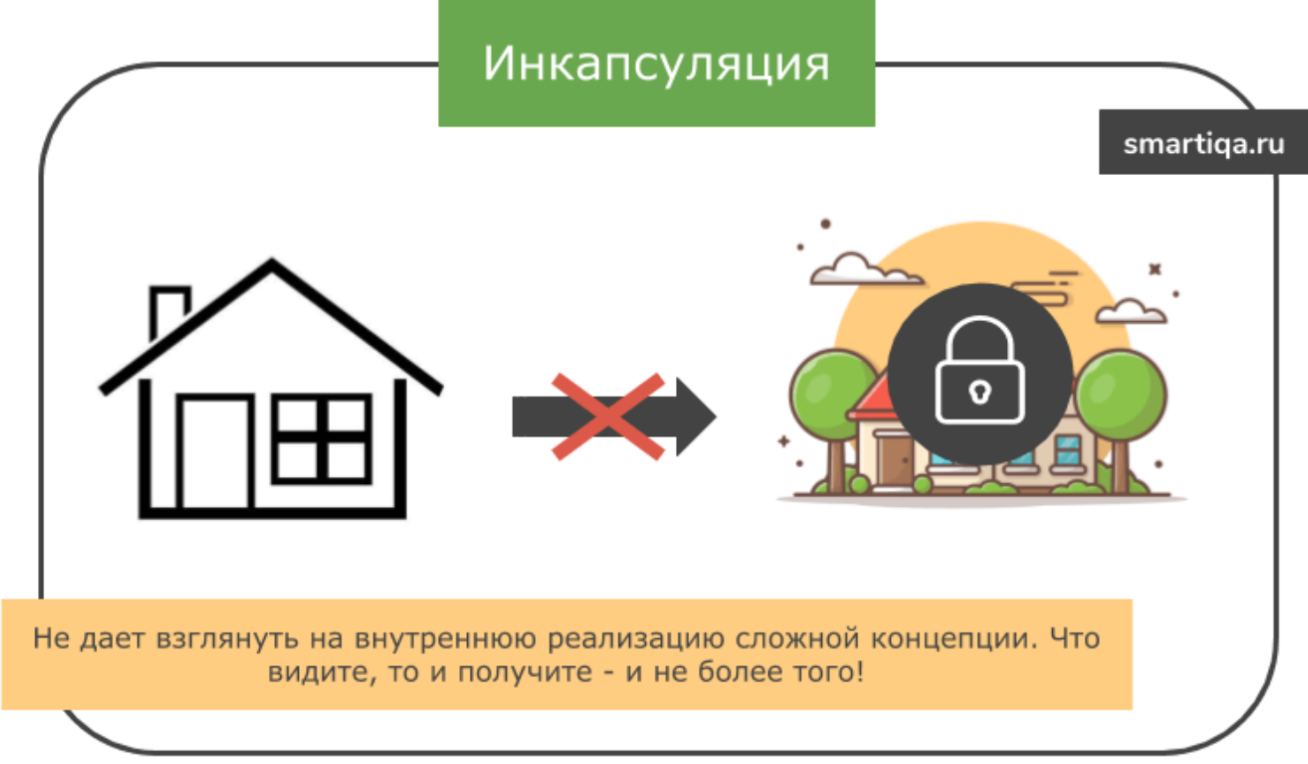 Инкапсуляция
smartiqa.ru
Не дает взглянуть на внутреннюю реализацию сложной концепции. Что
видите, то и получите - и не более того!